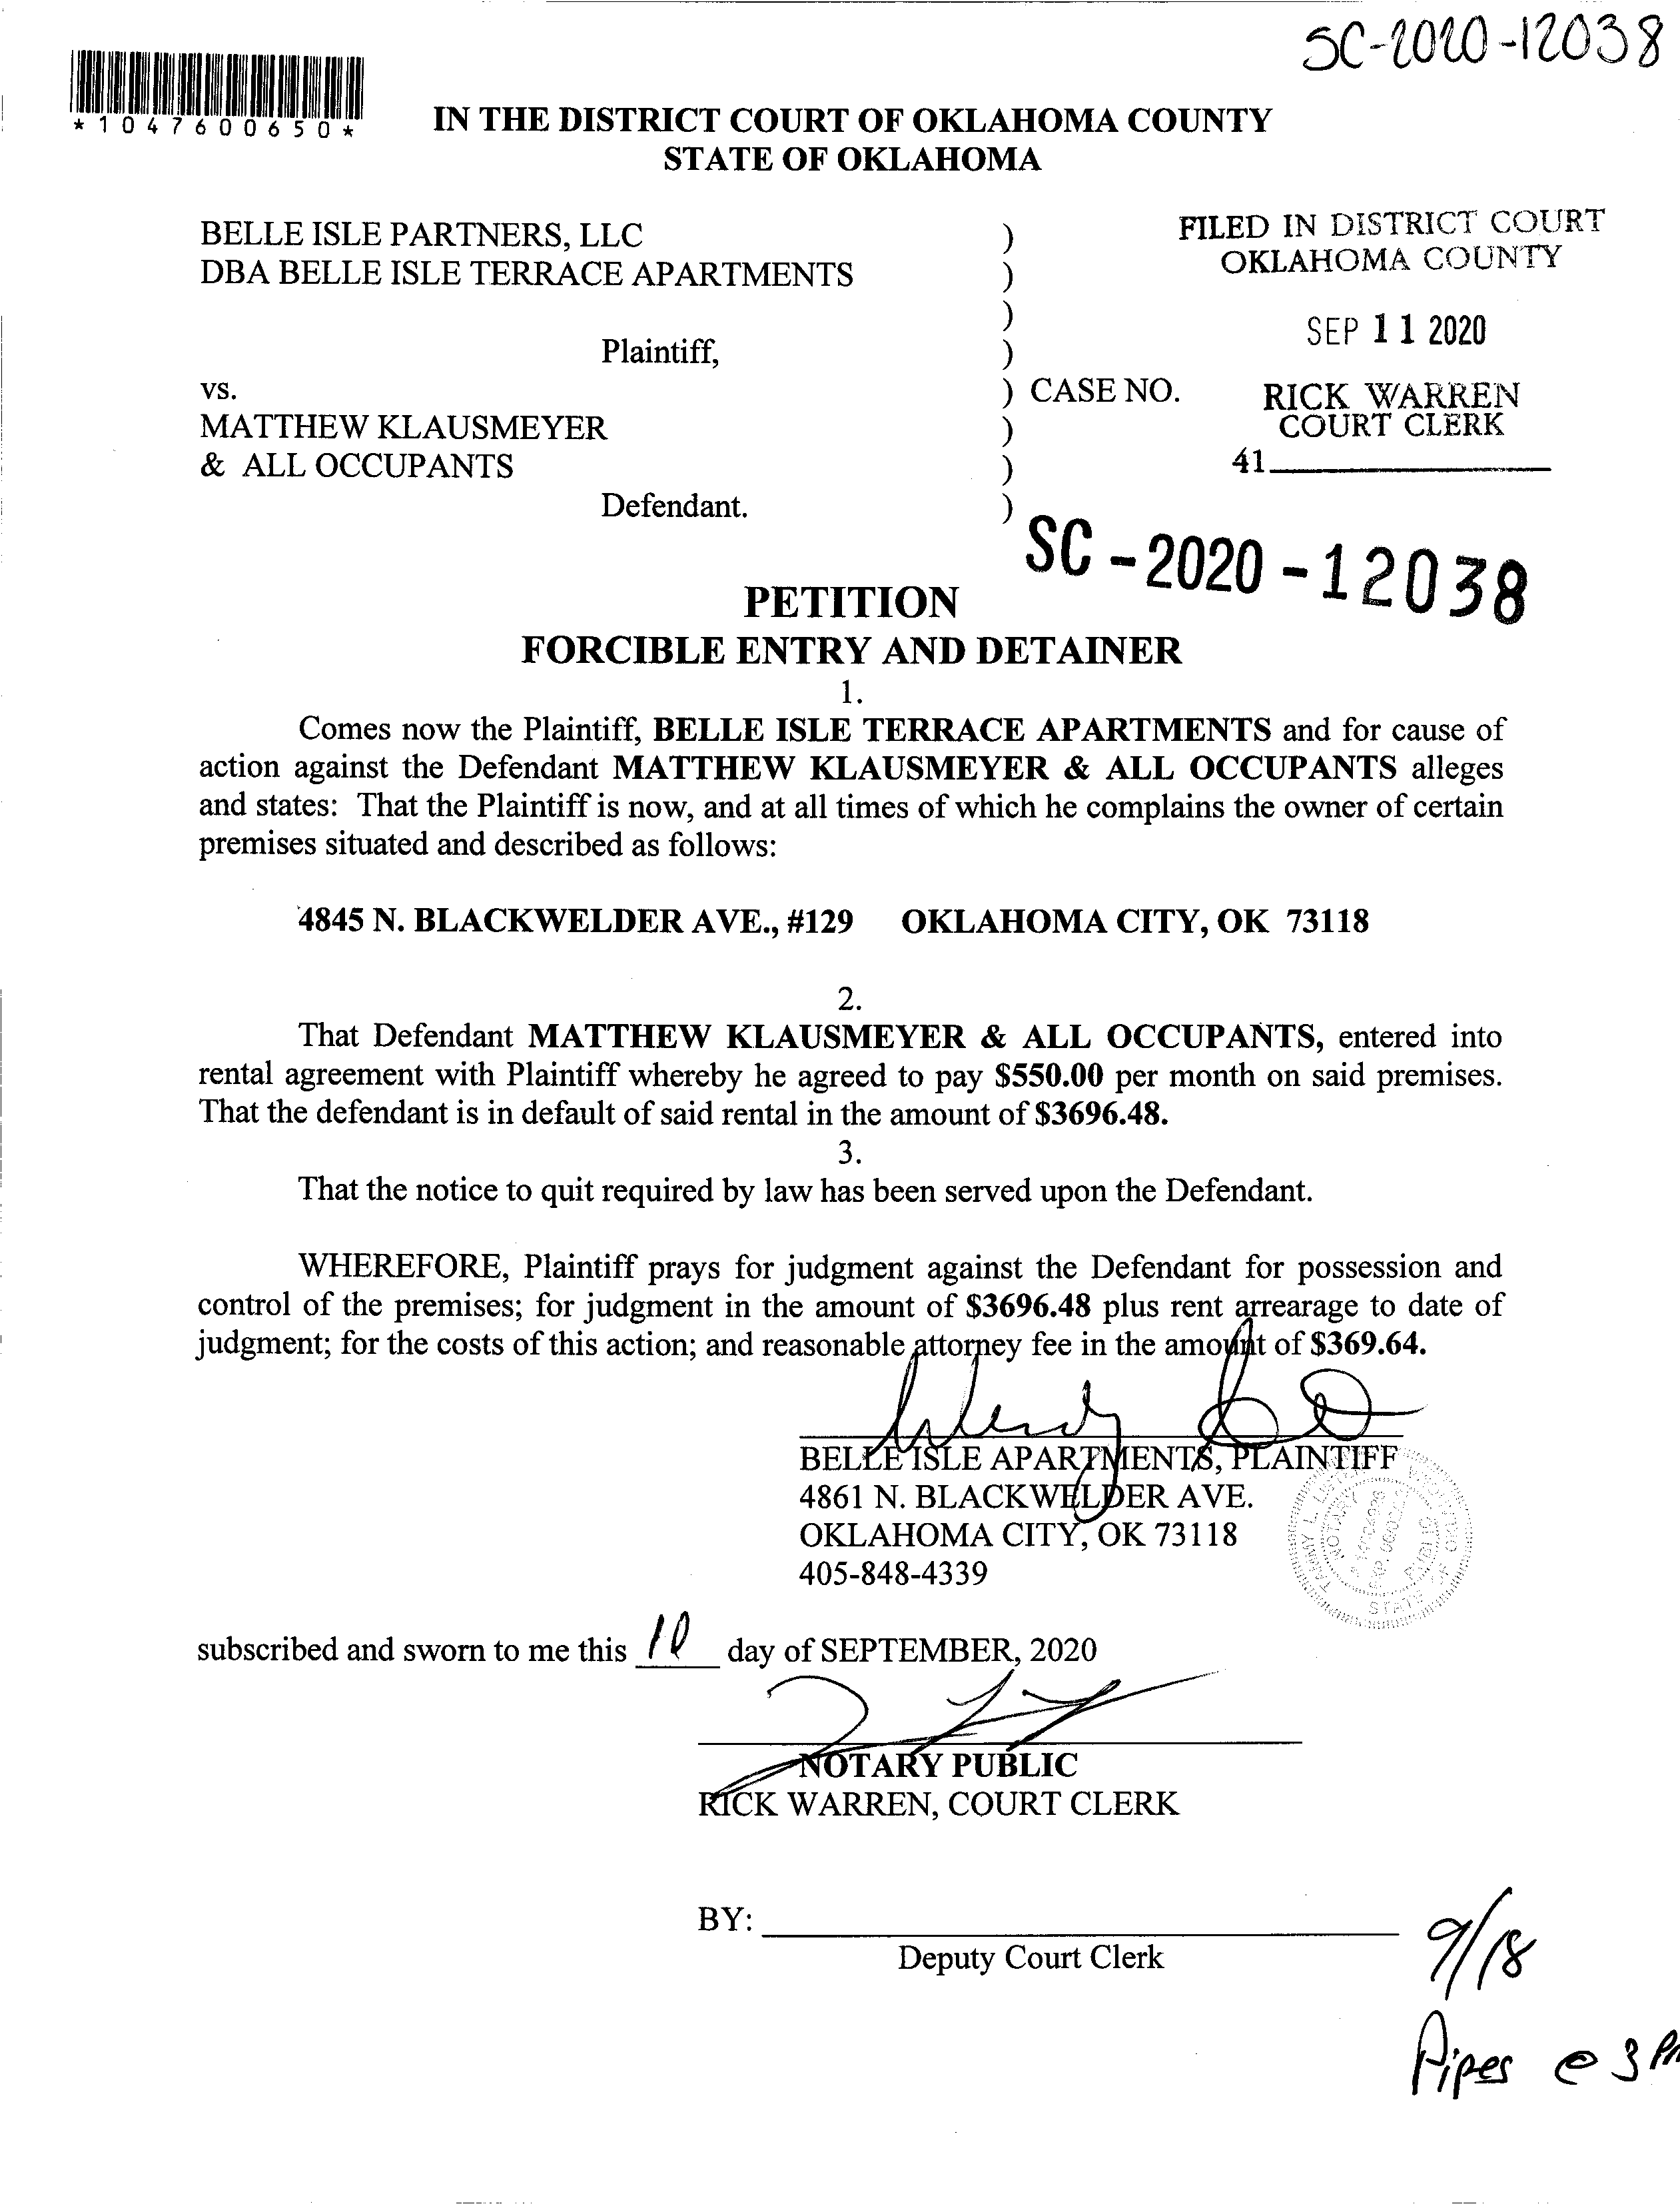 SC-2020-12038
*1047600650*
IN THE DISTRICT COURT OF OKLAHOMA COUNTY
STATE OF OKLAHOMA
BELLE ISLE PARTNERS, LLC ) FILED IN DISTRICT COURT
DBA BELLE ISLE TERRACE APARTMENTS ) OKLAHOMA COUNTY
) SEP 11 2020
Plaintiff, )
vs. ) CASE NO. RICK WARREN
MATTHEW KLAUSMEYER ) COURT CLERK
& ALL OCCUPANTS ) 41
Defendant. )
SC-2020-12038
PETITION
FORCIBLE ENTRY AND DETAINER
1.
Comes now the Plaintiff, BELLE ISLE TERRACE APARTMENTS and for cause of
action against the Defendant MATTHEW KLAUSMEYER & ALL OCCUPANTS alleges
and states: That the Plaintiff is now, and at all times of which he complains the owner of certain
premises situated and described as follows:
4845 N. BLACKWELDER AVE., #129 OKLAHOMA CITY, OK 73118
2.
That Defendant MATTHEW KLAUSMEYER & ALL OCCUPANTS, entered into
rental agreement with Plaintiff whereby he agreed to pay $550.00 per month on said premises.
That the defendant is in default of said rental in the amount of $3696.48.
3.
That the notice to quit required by law has been served upon the Defendant.
WHEREFORE, Plaintiff prays for judgment against the Defendant for possession and
control of the premises; for judgment in the amount of $3696.48 plus rent arrearage to date of
judgment; for the costs of this action; and reasonable attorney fee in the amount of $369.64.
BELLE ISLE APARTMENTS, PLAINTIFF
4861 N. BLACKWELDER AVE.
OKLAHOMA CITY, OK 73118
405-848-4339
NOTARY PUBLIC
STATE OF
subscribed and sworn to me this 10 day of SEPTEMBER, 2020
NOTARY PUBLIC
RICK WARREN, COURT CLERK
BY:
Deputy Court Clerk
9/18
Pipes @ 3 PM